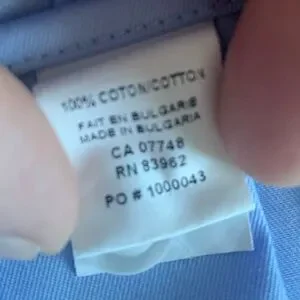 100% COTON/COTTON
FAIT EN BULGARIE
MADE IN BULGARIA
CA 07748
RN 83962
PO # 1000043